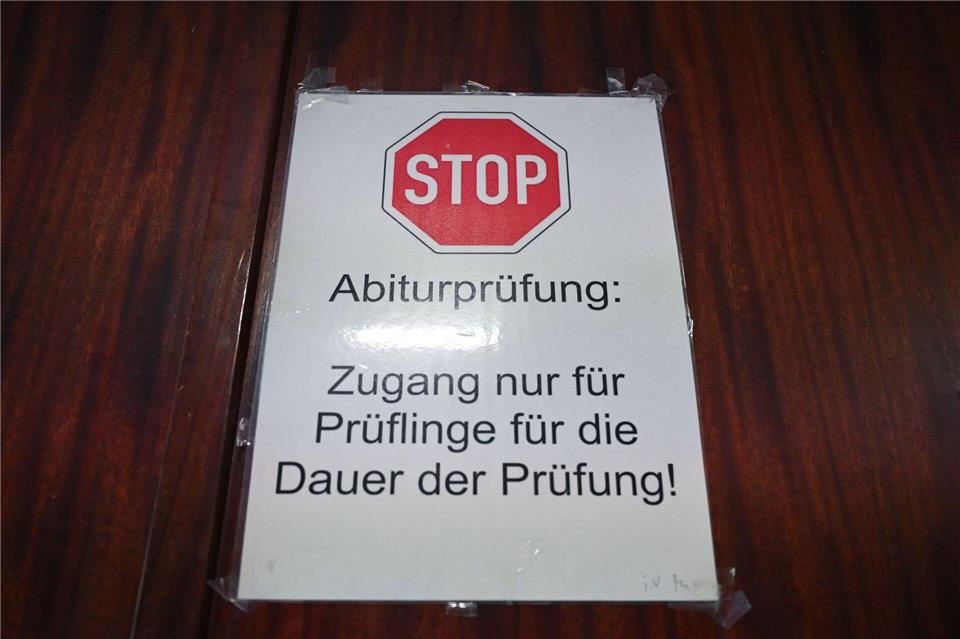 STOP
Abiturprüfung:
Zugang nur für
Prüflinge für die
Dauer der Prüfung!
i.V